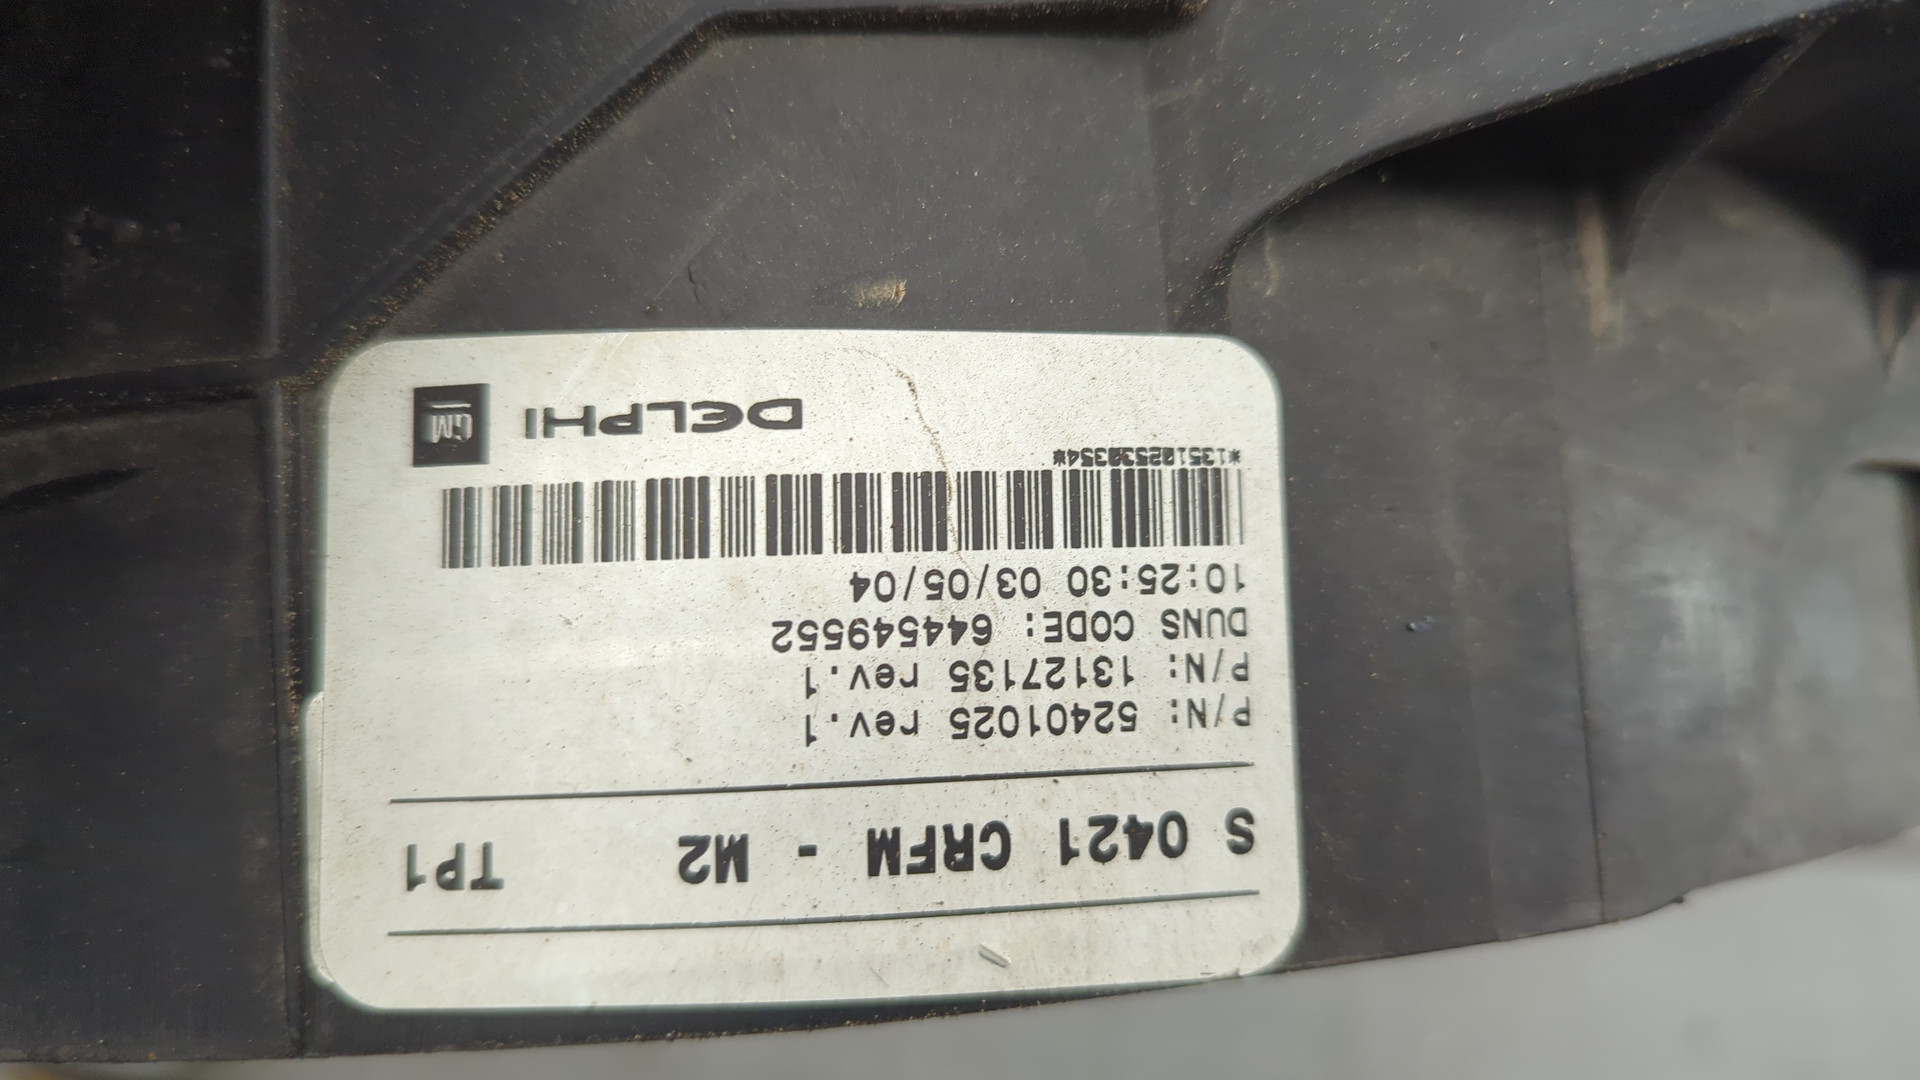 S 0421 CRFM - M2 TP1
P/N: 52401025 rev.1
P/N: 13127135 rev.1
DUNS CODE: 644549552
10:25:30 03/05/04
DELPHI GM